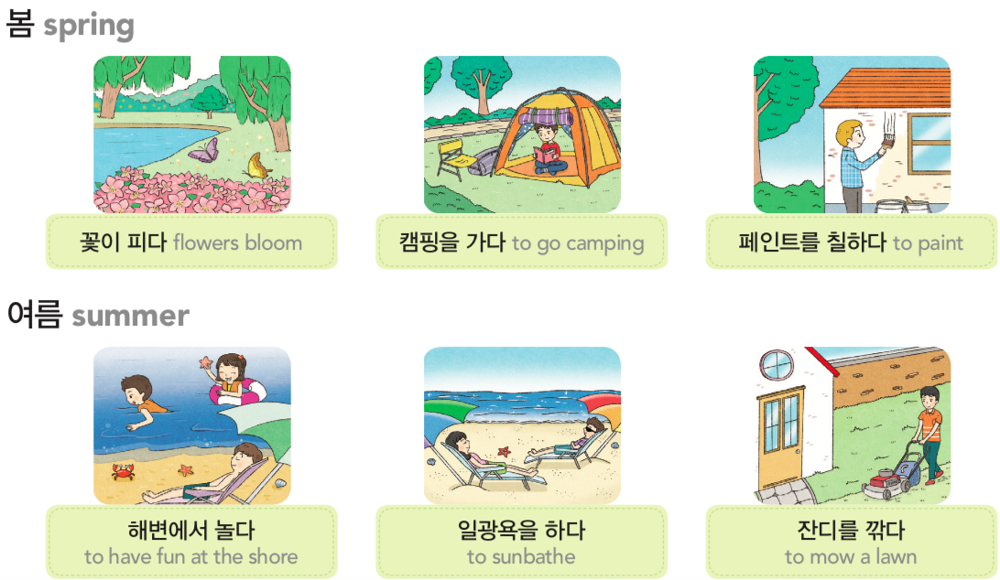 봄 spring
꽃이 피다 flowers bloom
캠핑을 가다 to go camping
페인트를 칠하다 to paint
여름 summer
해변에서 놀다
to have fun at the shore
일광욕을 하다
to sunbathe
잔디를 깎다
to mow a lawn